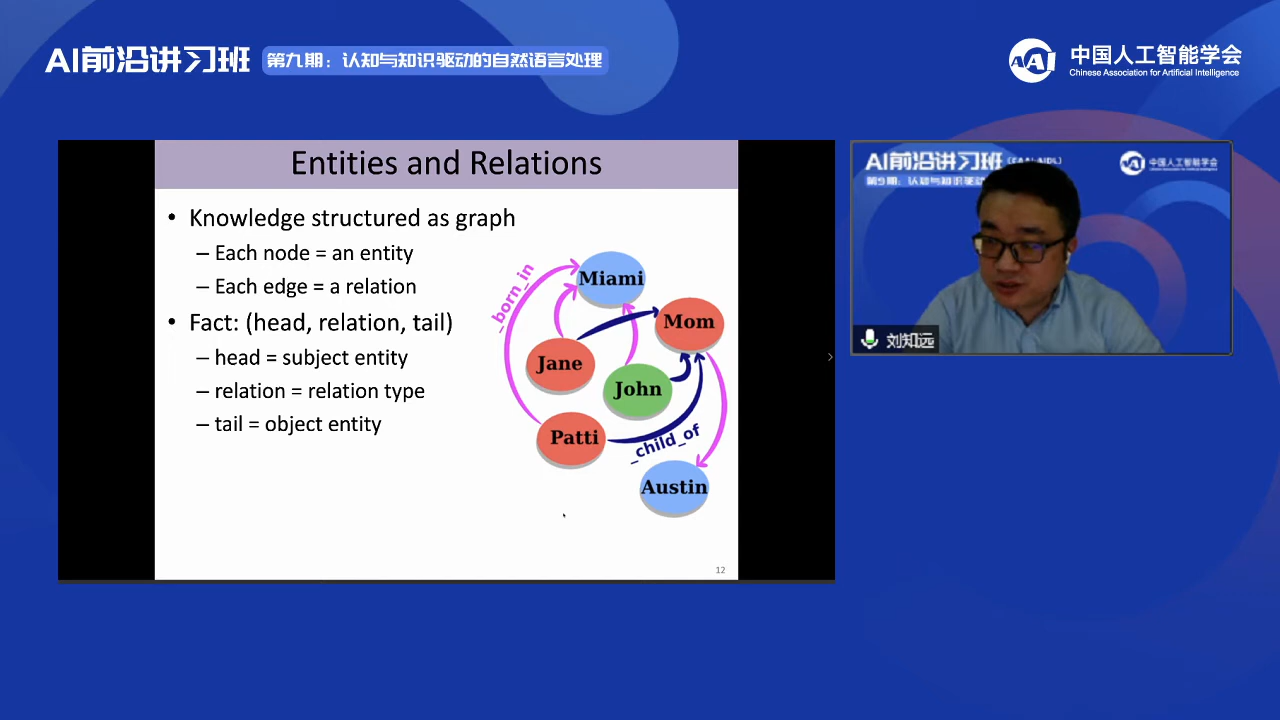 AI前沿讲习班
第九期：认知与知识驱动的自然语言处理
中国人工智能学会
Chinese Association for Artificial Intelligence
Entities and Relations
• Knowledge structured as graph
– Each node = an entity
– Each edge = a relation
• Fact: (head, relation, tail)
– head = subject entity
– relation = relation type
– tail = object entity
_born_in
Miami
Mom
Jane
John
Patti
_child_of
Austin
12
AI前沿讲习班
中国人工智能学会
刘知远